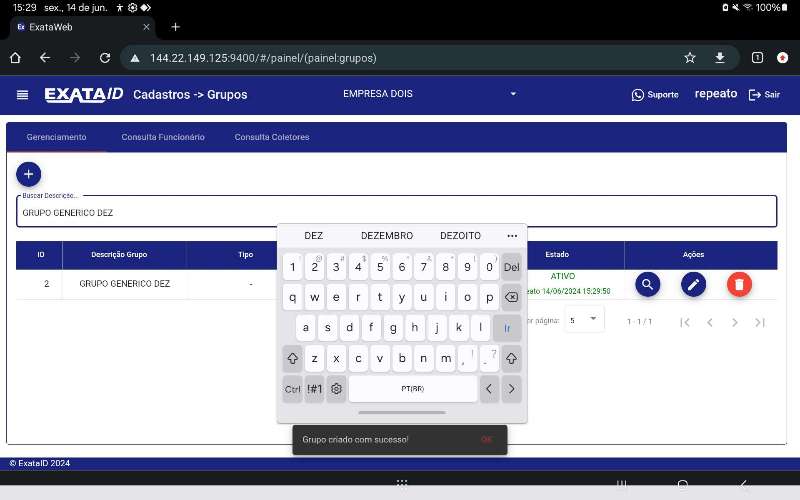 15:29 sex., 14 de jun. 100%
Ex ExataWeb
144.22.149.125:9400/#/painel/(painel:grupos)
1
EXATAID Cadastros -> Grupos EMPRESA DOIS Suporte repeato Sair
Gerenciamento Consulta Funcionário Consulta Coletores
Buscar Descrição...
GRUPO GENERICO DEZ
DEZ DEZEMBRO DEZOITO
ID Descrição Grupo Tipo Estado Ações
2 GRUPO GENERICO DEZ - ATIVO
14/06/2024 15:29:50
por página: 5 1 - 1 / 1
1 2 3 4 5 6 7 8 9 0 Del
q w e r t y u i o p
a s d f g h j k l Ir
z x c v b n m , ! . ?
Ctrl !#1 PT(BR)
Grupo criado com sucesso! OK
© ExataID 2024